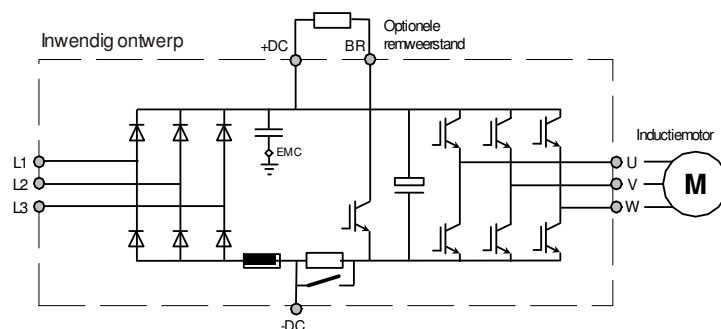 Inwendig ontwerp
+DC
BR
Optionele
remweerstand
EMC
L1
L2
L3
Inductiemotor
U
V
W
M
-DC